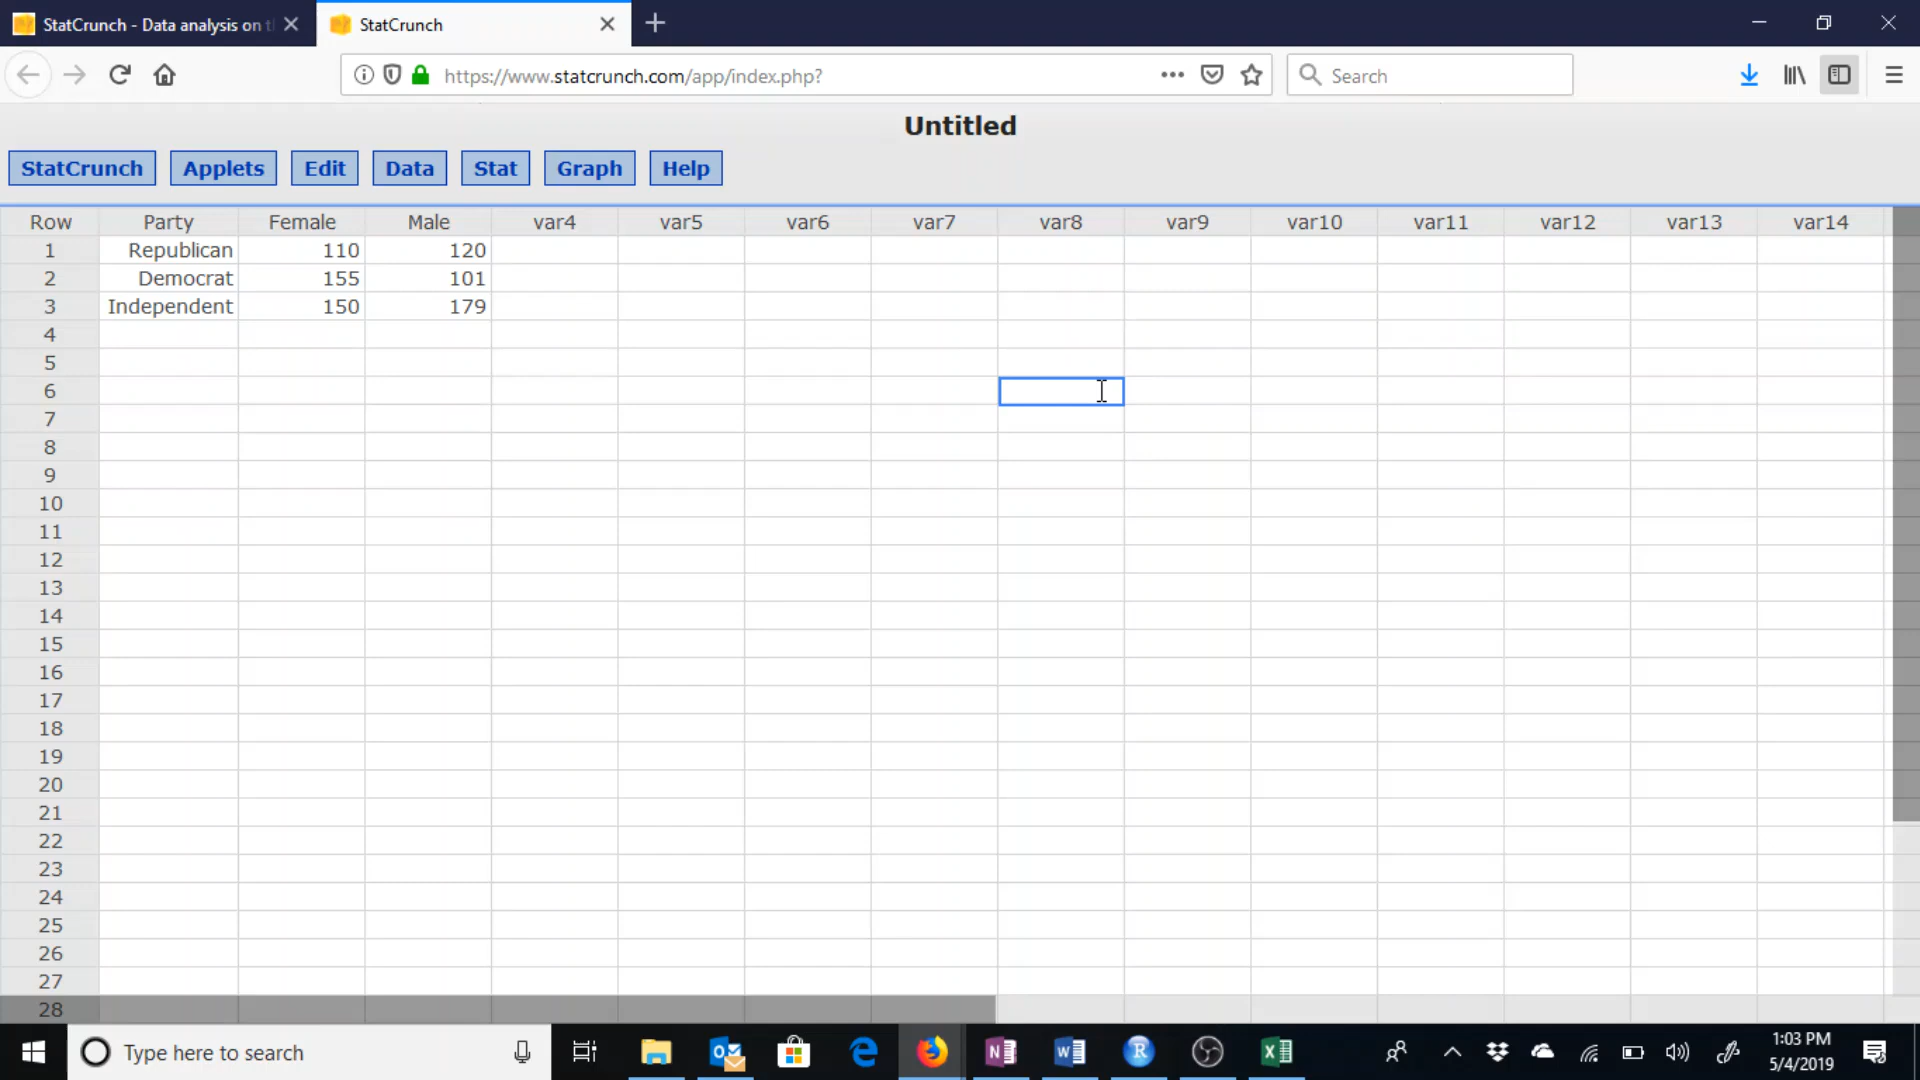 StatCrunch - Data analysis on t
StatCrunch
https://www.statcrunch.com/app/index.php?
Search
Untitled
StatCrunch Applets Edit Data Stat Graph Help
Row Party Female Male var4 var5 var6 var7 var8 var9 var10 var11 var12 var13 var14
1 Republican 110 120
2 Democrat 155 101
3 Independent 150 179
4
5
6
7
8
9
10
11
12
13
14
15
16
17
18
19
20
21
22
23
24
25
26
27
28
Type here to search
1:03 PM
5/4/2019